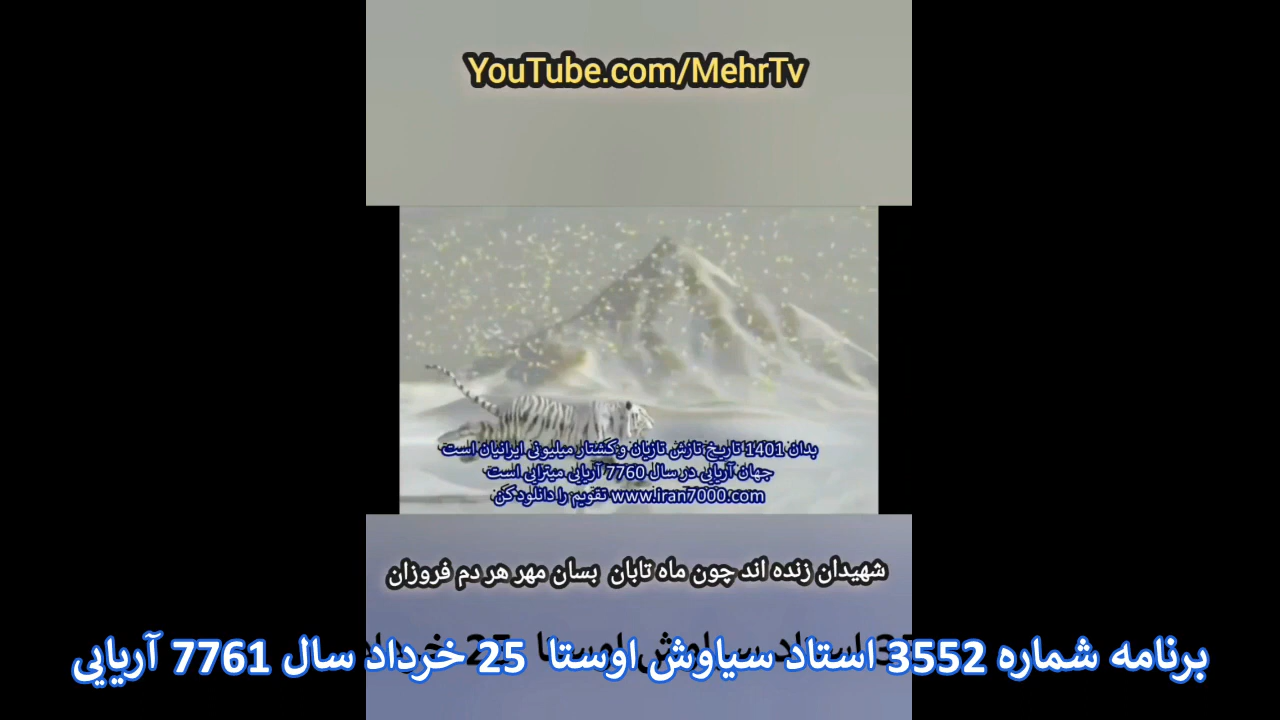 YouTube.com/MehrTv
بدان 1401 تاریخ تازش تازیان و کشتار میلیونی ایرانیان است
جهان آریایی در سال 7760 آریایی میترایی است
www.iran7000.com تقویم را دانلود کن
شهیدان زنده اند چون ماه تابان بسان مهر هر دم فروزان
برنامه شماره 3552 استاد سیاوش اوستا 25 خرداد سال 7761 آریایی